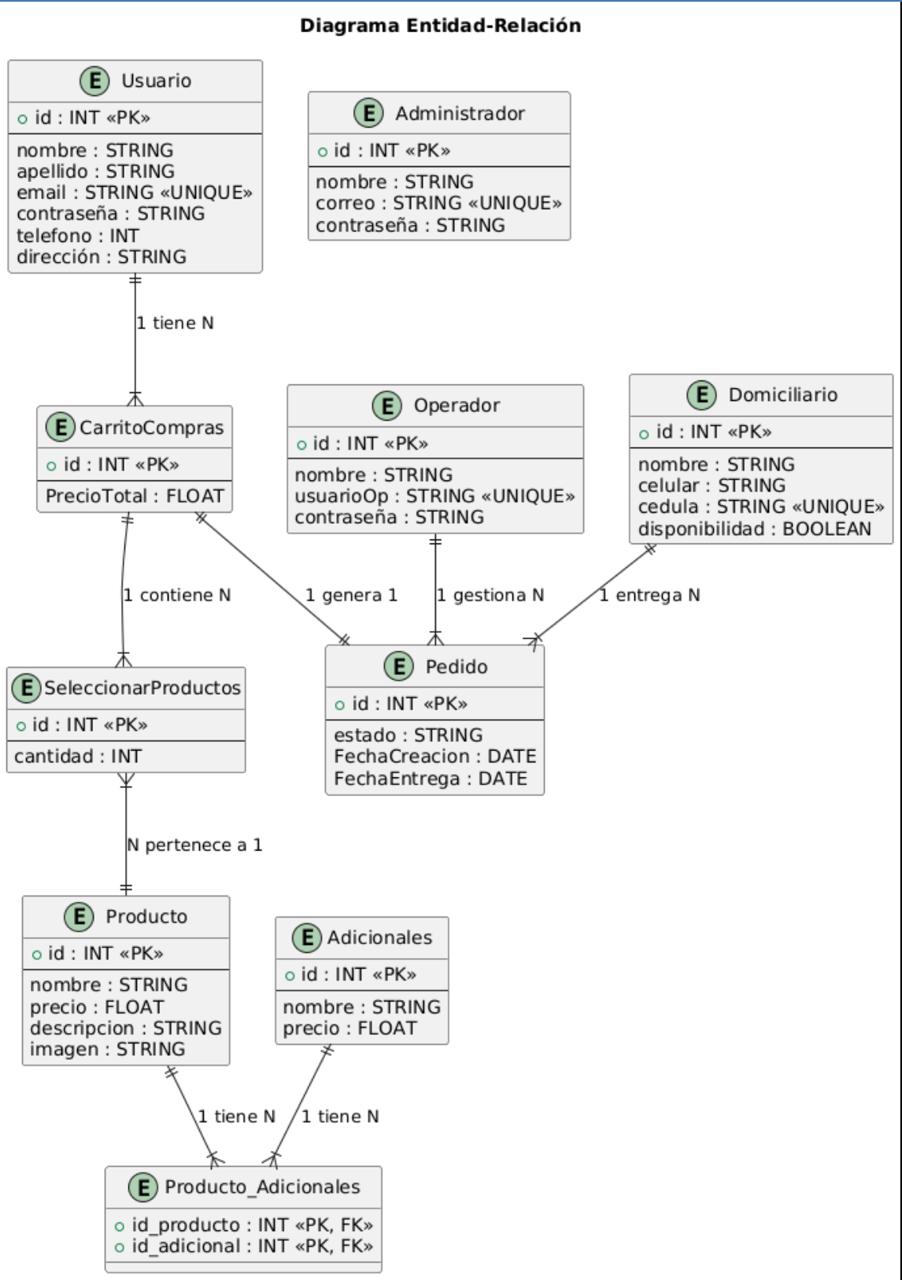 Diagrama Entidad-Relación
E Usuario
id : INT «PK»
nombre : STRING
apellido : STRING
email : STRING «UNIQUE»
contraseña : STRING
telefono : INT
dirección : STRING
E Administrador
id : INT «PK»
nombre : STRING
correo : STRING «UNIQUE»
contraseña : STRING
1 tiene N
E CarritoCompras
id : INT «PK»
PrecioTotal : FLOAT
E Operador
id : INT «PK»
nombre : STRING
usuarioOp : STRING «UNIQUE»
contraseña : STRING
E Domiciliario
id : INT «PK»
nombre : STRING
celular : STRING
cedula : STRING «UNIQUE»
disponibilidad : BOOLEAN
1 contiene N
1 genera 1
1 gestiona N
1 entrega N
E SeleccionarProductos
id : INT «PK»
cantidad : INT
E Pedido
id : INT «PK»
estado : STRING
FechaCreacion : DATE
FechaEntrega : DATE
N pertenece a 1
E Producto
id : INT «PK»
nombre : STRING
precio : FLOAT
descripcion : STRING
imagen : STRING
E Adicionales
id : INT «PK»
nombre : STRING
precio : FLOAT
1 tiene N
1 tiene N
E Producto_Adicionales
id_producto : INT «PK, FK»
id_adicional : INT «PK, FK»